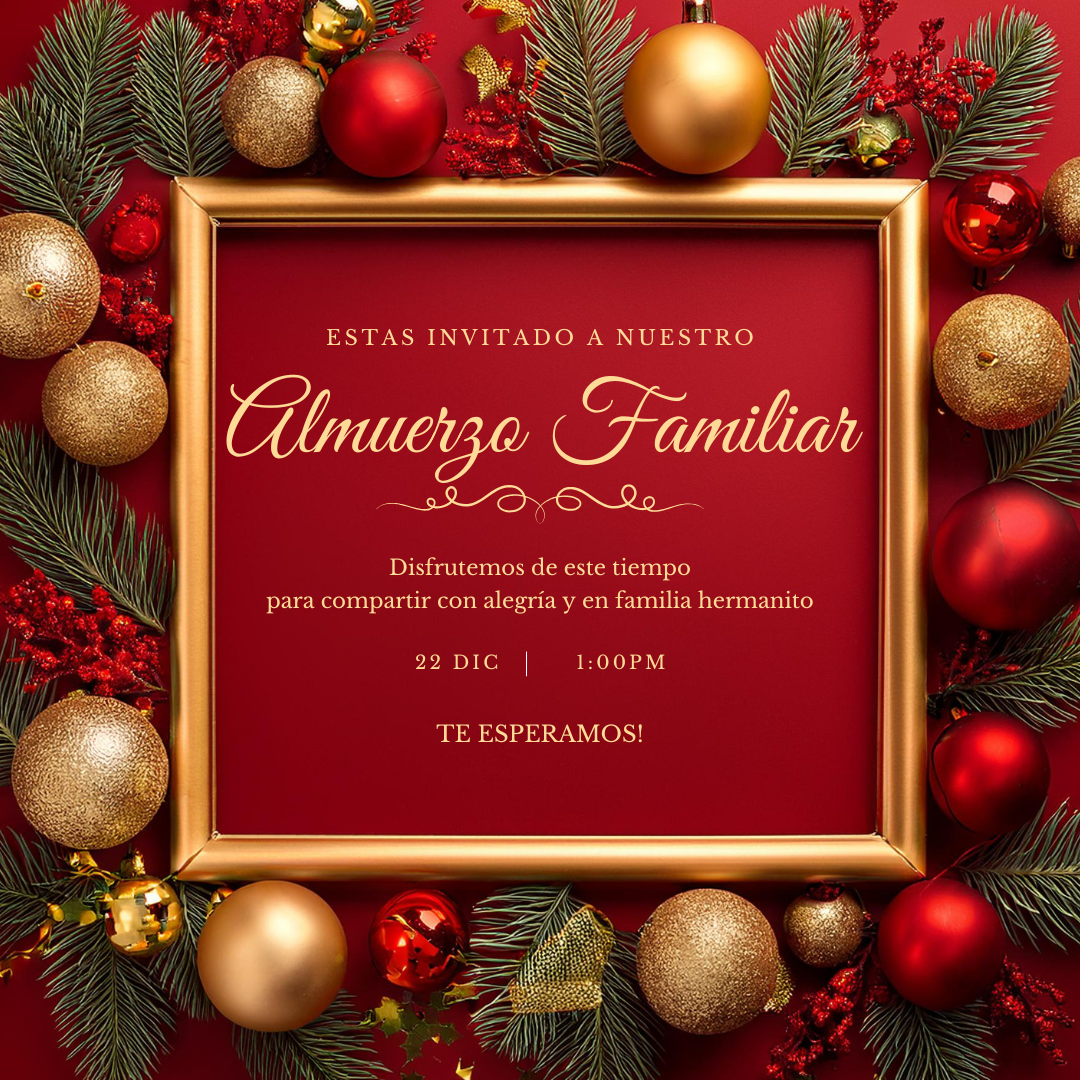 ESTAS INVITADO A NUESTRO
Almuerzo Familiar
Disfrutemos de este tiempo
para compartir con alegría y en familia hermanito
22 DIC | 1:00PM
TE ESPERAMOS!